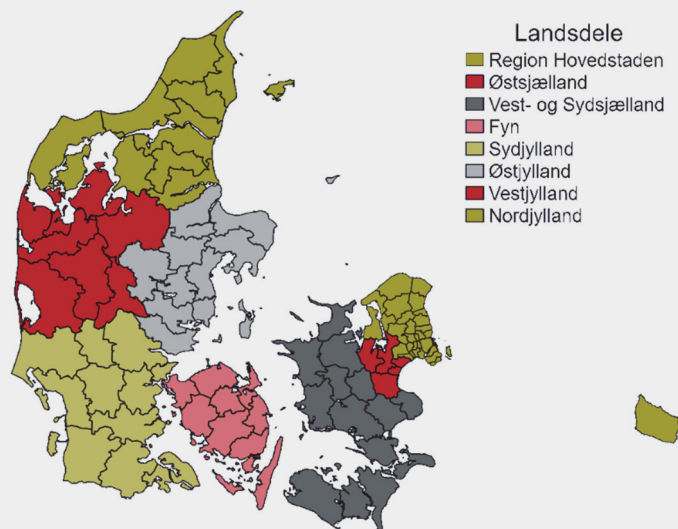 Landsdele
Region Hovedstaden
Østsjælland
Vest- og Sydsjælland
Fyn
Sydjylland
Østjylland
Vestjylland
Nordjylland